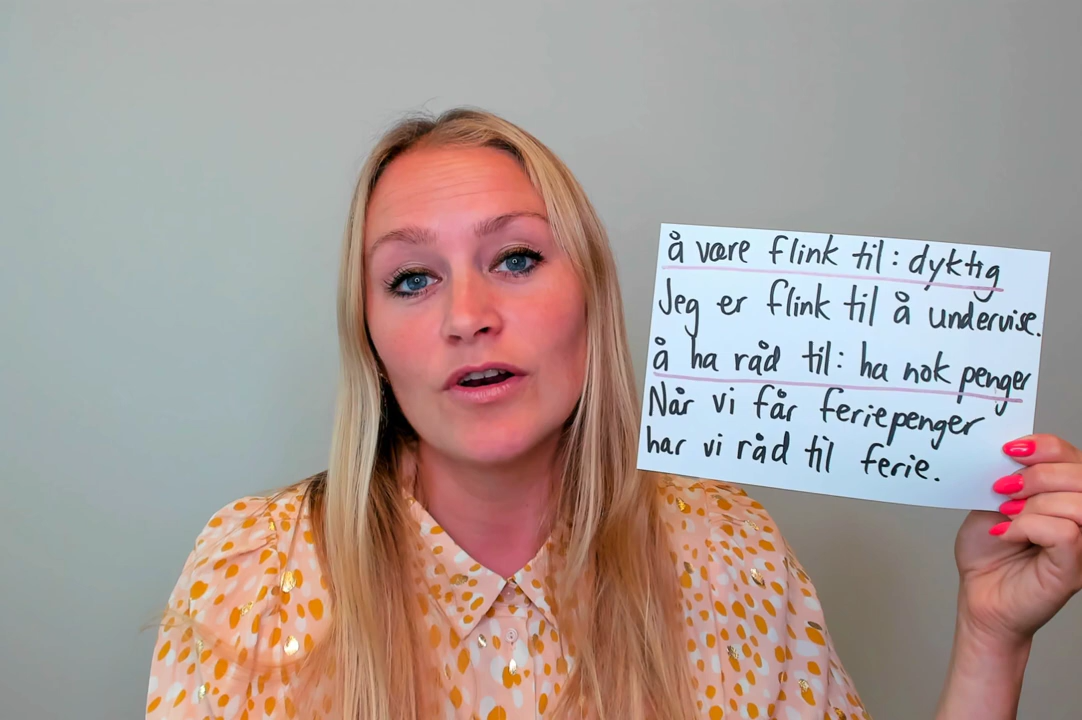 å være flink til: dyktig
Jeg er flink til å undervise.
å ha råd til: ha nok penger
Når vi får feriepenger
har vi råd til ferie.